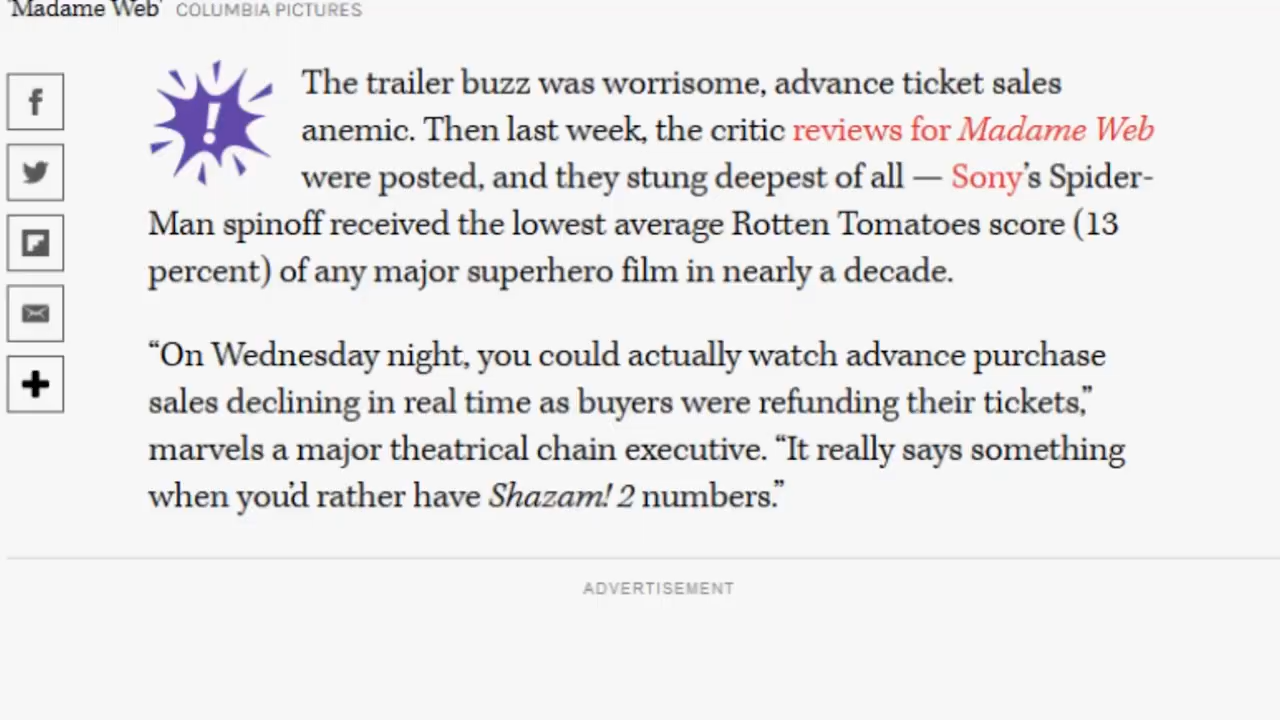 'Madame Web' COLUMBIA PICTURES
The trailer buzz was worrisome, advance ticket sales
anemic. Then last week, the critic reviews for Madame Web
were posted, and they stung deepest of all — Sony’s Spider-
Man spinoff received the lowest average Rotten Tomatoes score (13
percent) of any major superhero film in nearly a decade.
“On Wednesday night, you could actually watch advance purchase
sales declining in real time as buyers were refunding their tickets,”
marvels a major theatrical chain executive. “It really says something
when you’d rather have Shazam! 2 numbers.”
ADVERTISEMENT